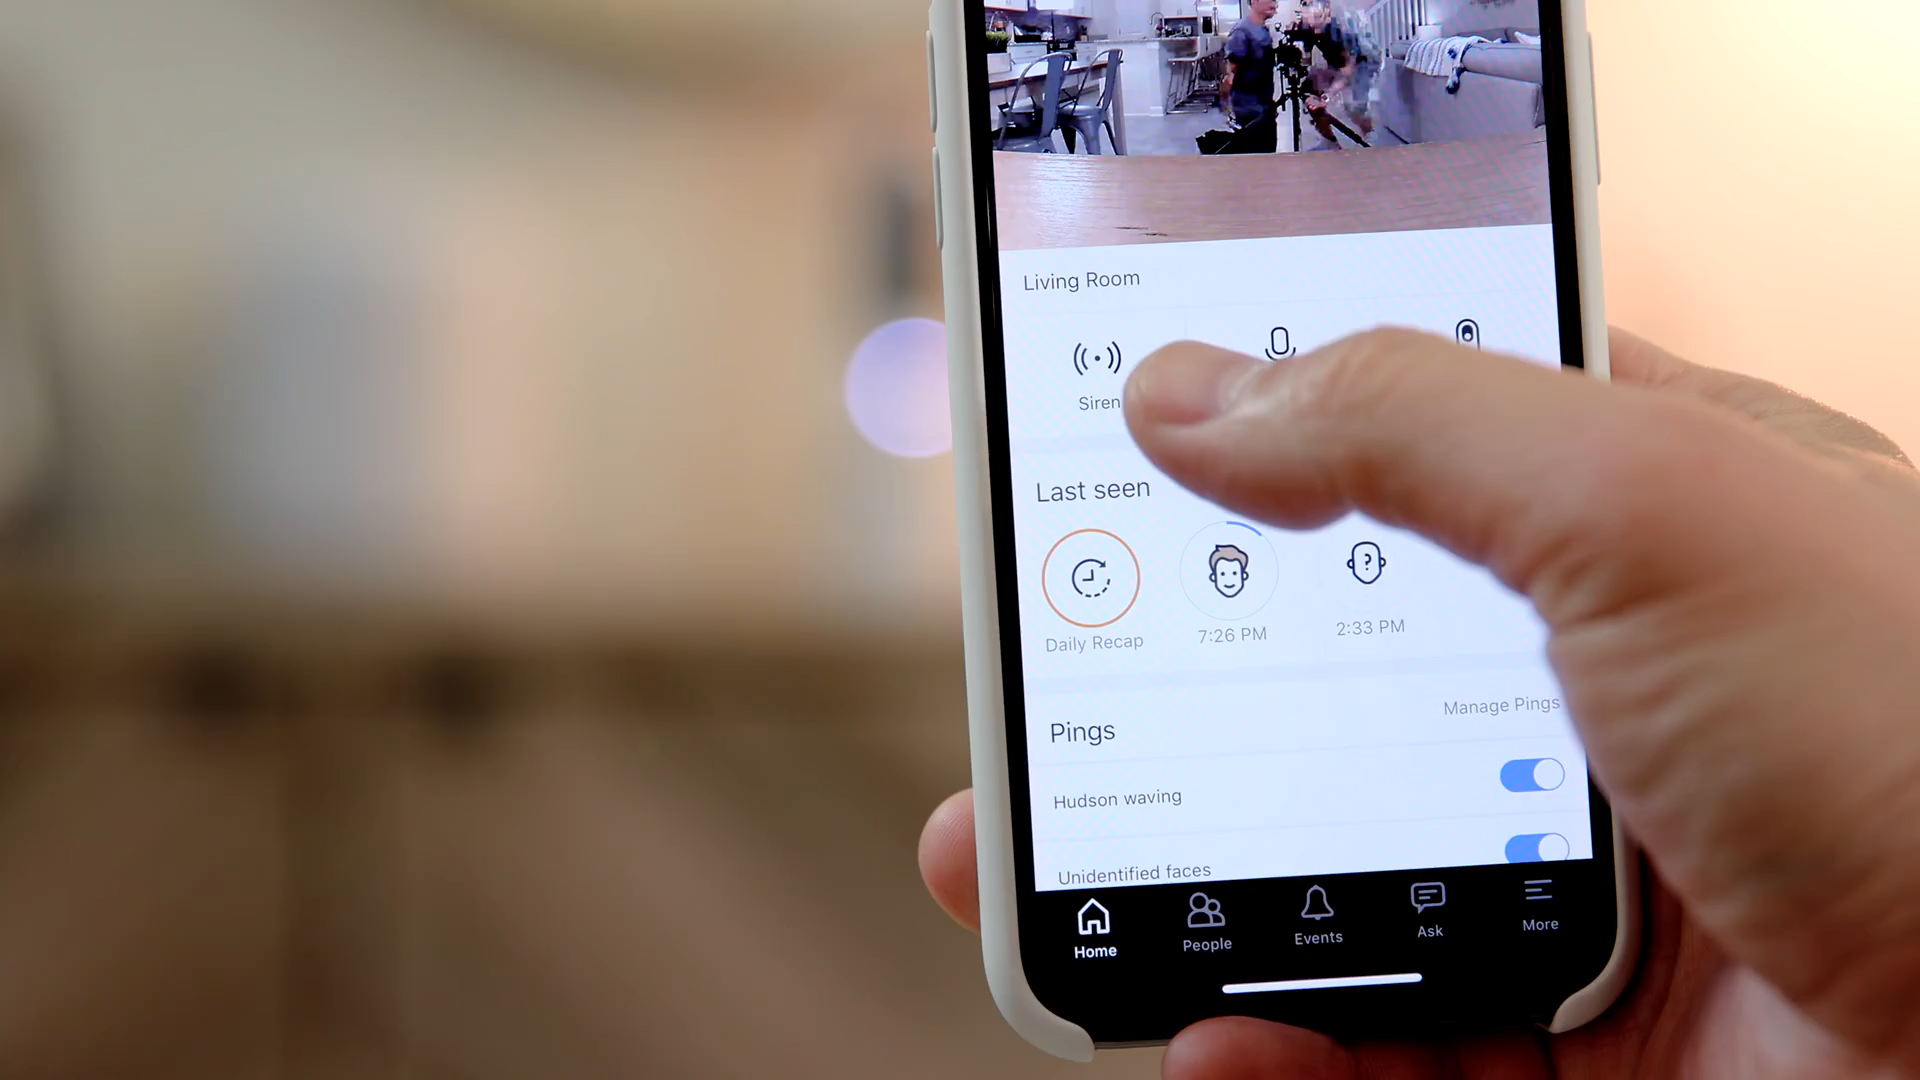 Living Room
Siren
Last seen
Daily Recap
7:26 PM
2:33 PM
Pings
Manage Pings
Hudson waving
Unidentified faces
Home
People
Events
Ask
More